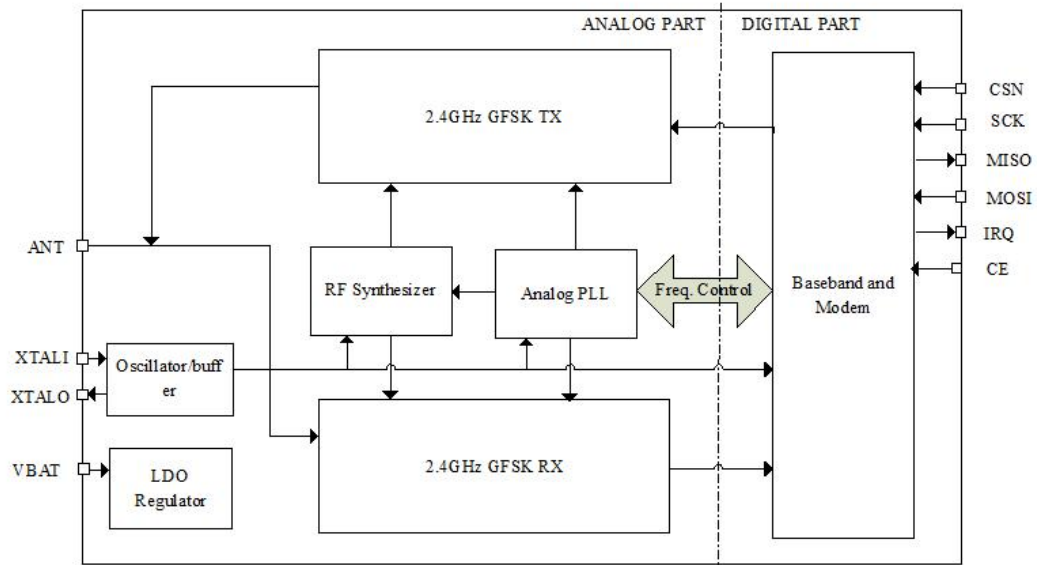 ANALOG PART
DIGITAL PART
2.4GHz GFSK TX
CSN
SCK
MISO
MOSI
IRQ
CE
ANT
RF Synthesizer
Analog PLL
Freq. Control
Baseband and
Modem
XTALI
XTALO
Oscillator/buff
er
VBAT
LDO
Regulator
2.4GHz GFSK RX